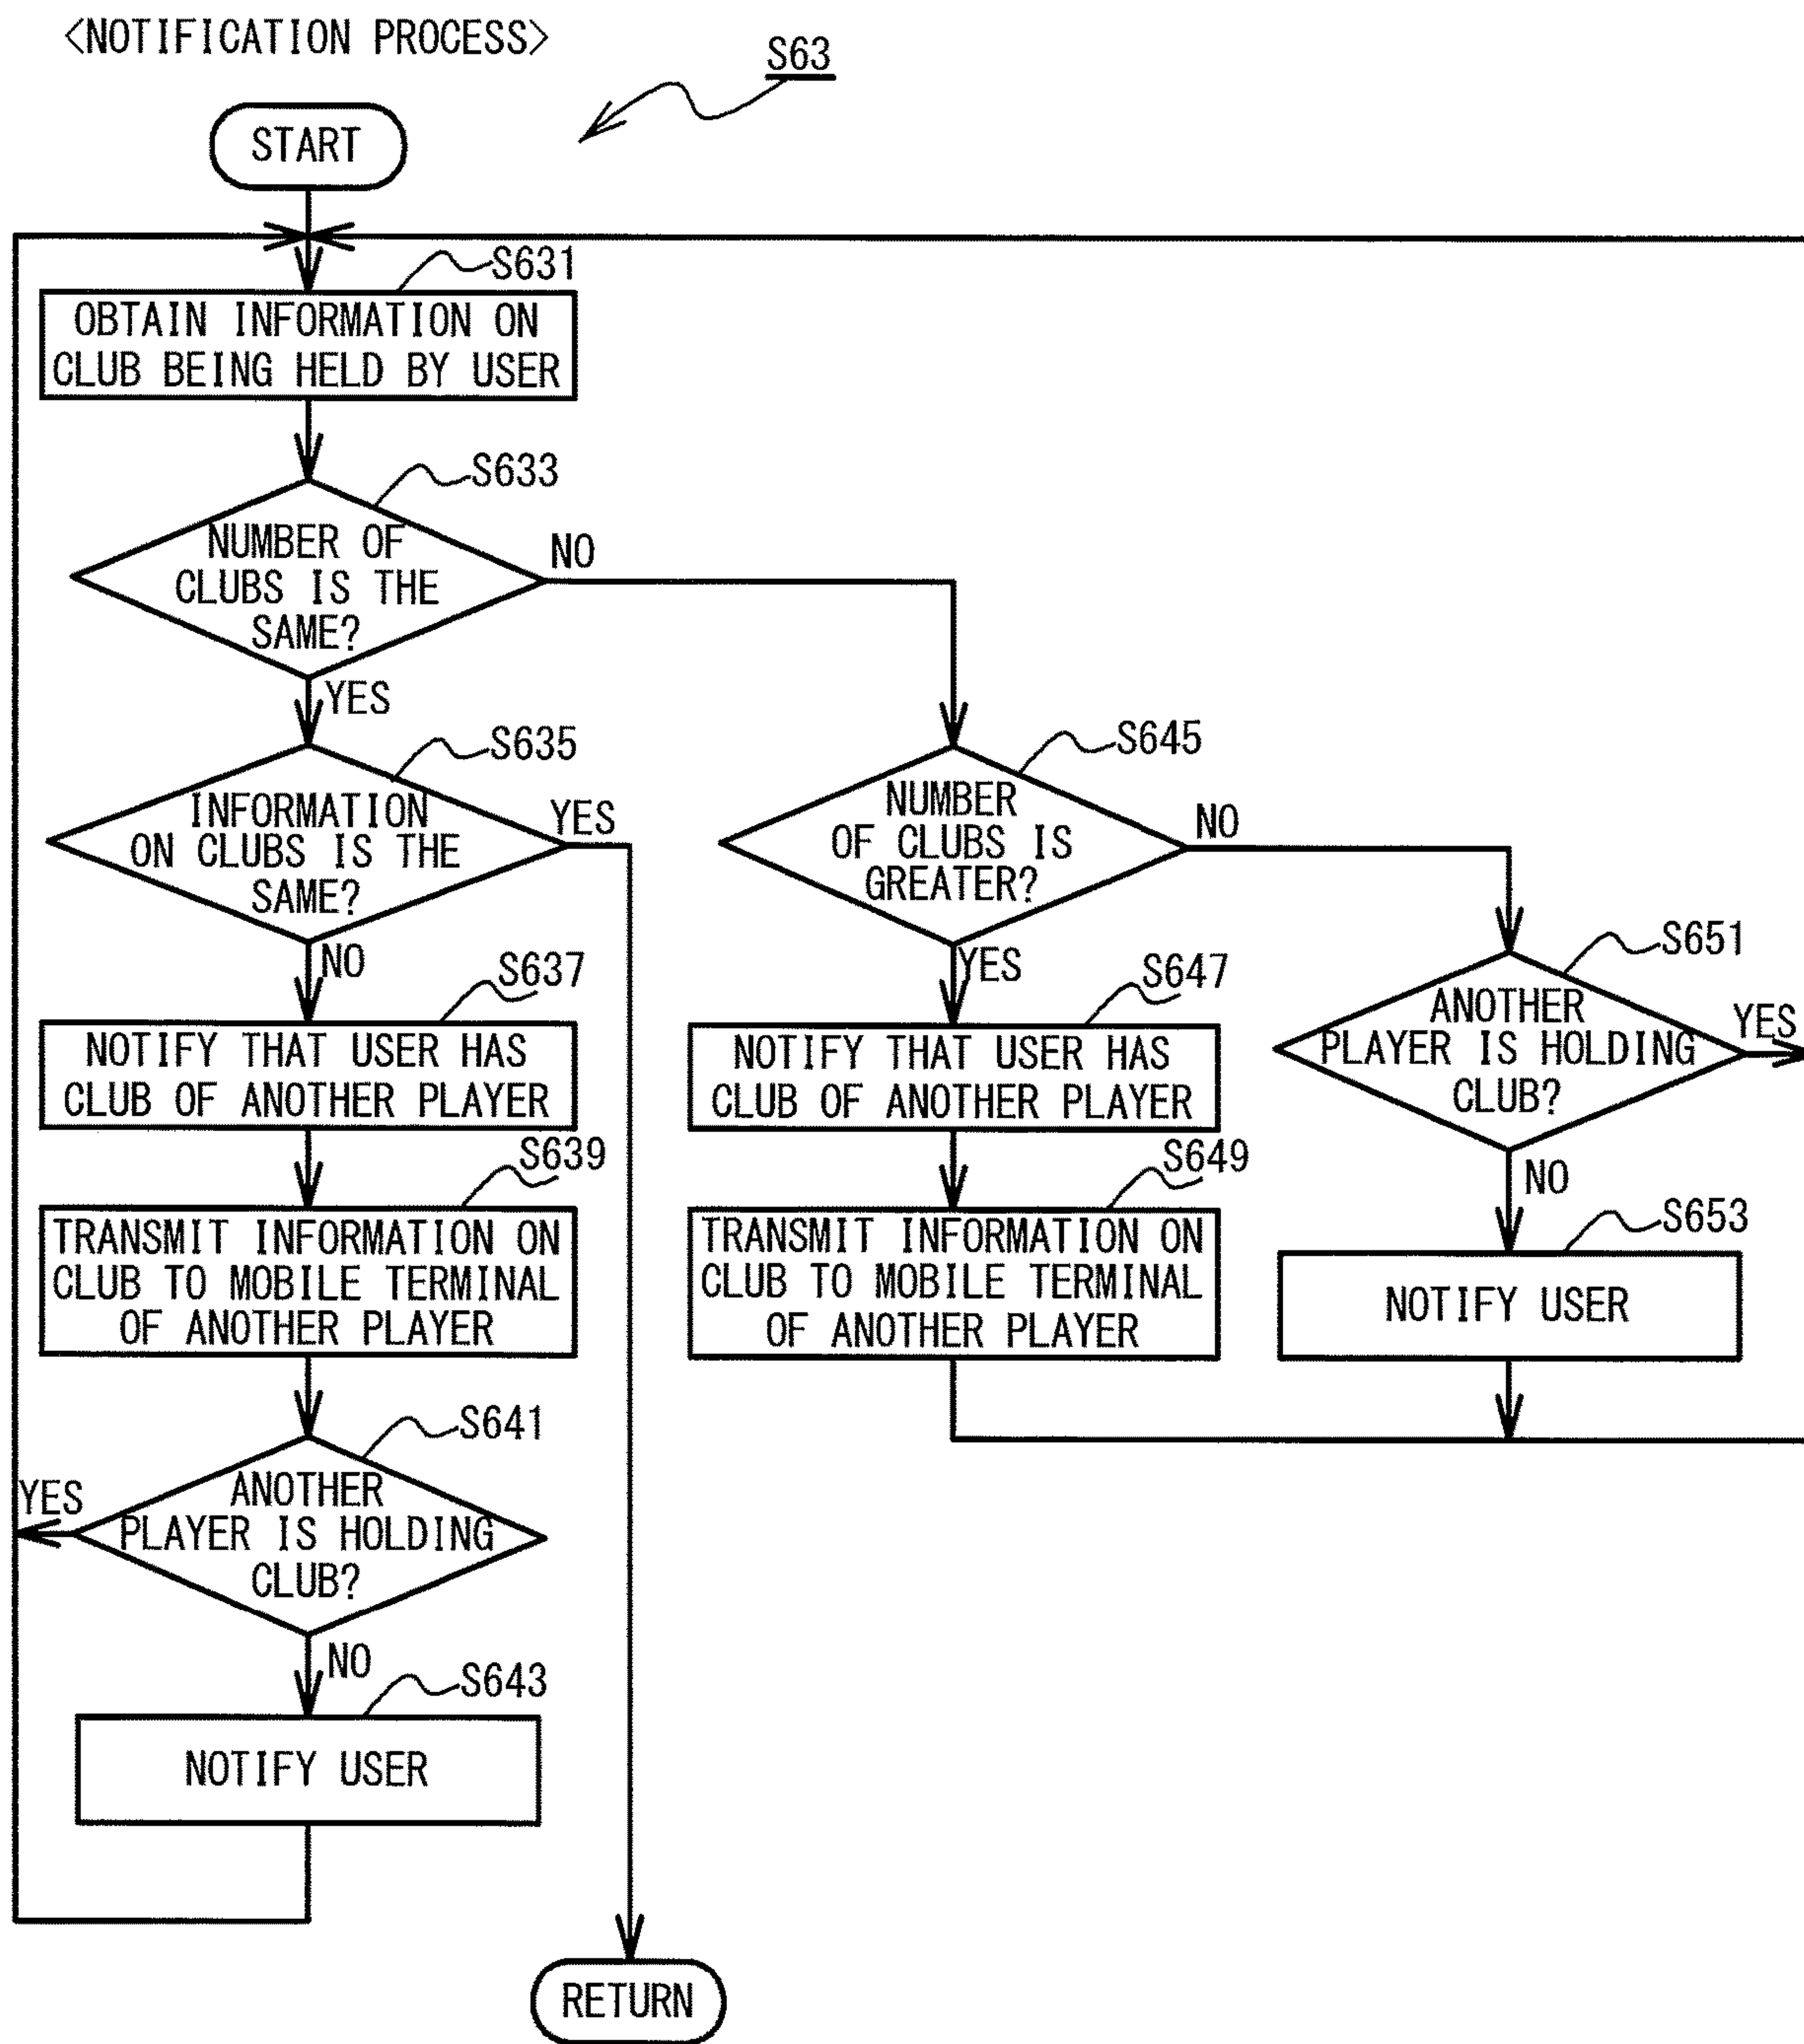 <NOTIFICATION PROCESS>
S63
START
S631
OBTAIN INFORMATION ON
CLUB BEING HELD BY USER
S633
NUMBER OF
CLUBS IS THE
SAME?
NO
YES
S635
INFORMATION
ON CLUBS IS THE
SAME?
YES
NO
S637
NOTIFY THAT USER HAS
CLUB OF ANOTHER PLAYER
S639
TRANSMIT INFORMATION ON
CLUB TO MOBILE TERMINAL
OF ANOTHER PLAYER
S641
ANOTHER
PLAYER IS HOLDING
CLUB?
YES
NO
S643
NOTIFY USER
S645
NUMBER
OF CLUBS IS
GREATER?
NO
YES
S647
NOTIFY THAT USER HAS
CLUB OF ANOTHER PLAYER
S649
TRANSMIT INFORMATION ON
CLUB TO MOBILE TERMINAL
OF ANOTHER PLAYER
S651
ANOTHER
PLAYER IS HOLDING
CLUB?
YES
NO
S653
NOTIFY USER
RETURN